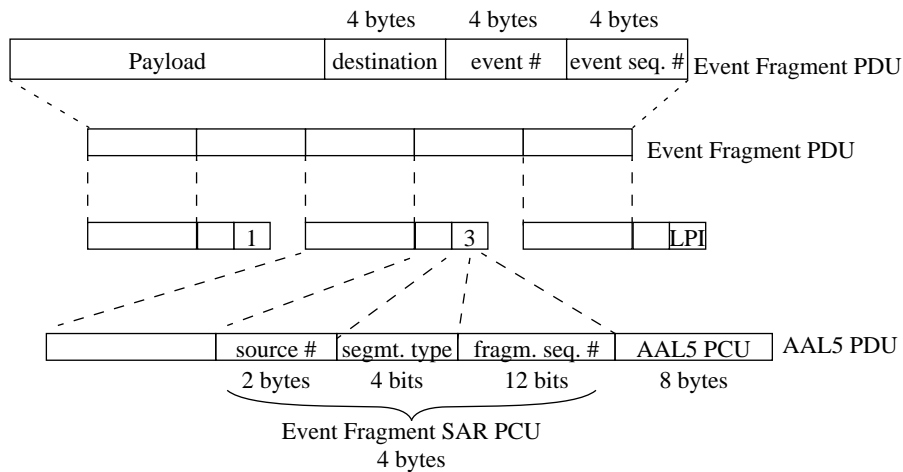 4 bytes 4 bytes 4 bytes
Payload destination event # event seq. # Event Fragment PDU
Event Fragment PDU
1 3 LPI
source # segmt. type fragm. seq. # AAL5 PCU AAL5 PDU
2 bytes 4 bits 12 bits 8 bytes
Event Fragment SAR PCU
4 bytes